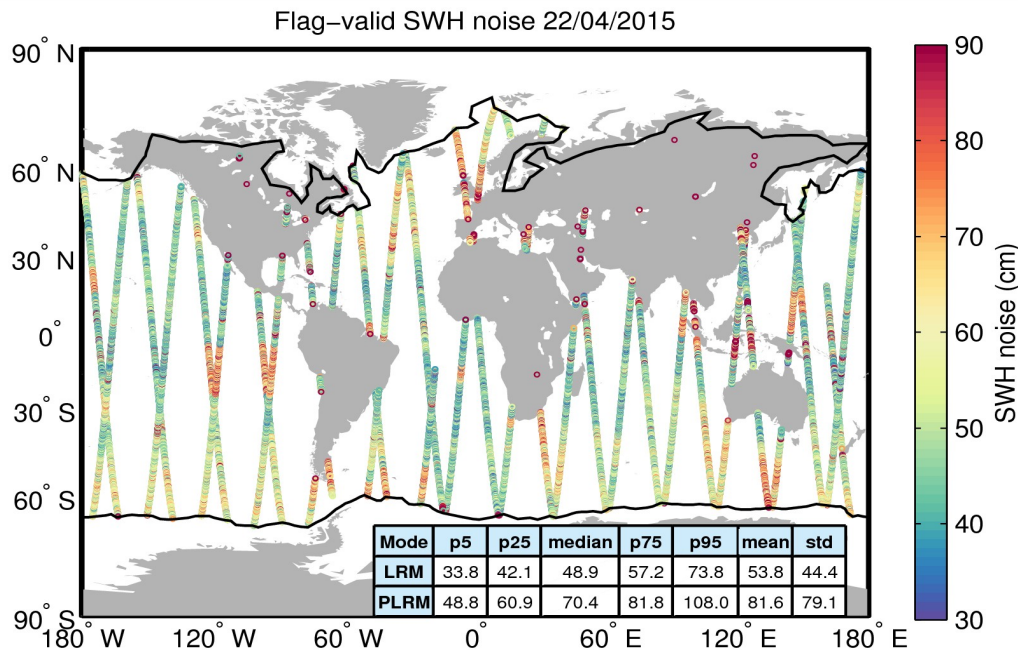 Flag−valid SWH noise 22/04/2015
90° N
60° N
30° N
0°
30° S
60° S
90° S
180° W
120° W
60° W
0°
60° E
120° E
180° E
Mode p5 p25 median p75 p95 mean std
LRM 33.8 42.1 48.9 57.2 73.8 53.8 44.4
PLRM 48.8 60.9 70.4 81.8 108.0 81.6 79.1
90
80
70
60
50
40
30
SWH noise (cm)